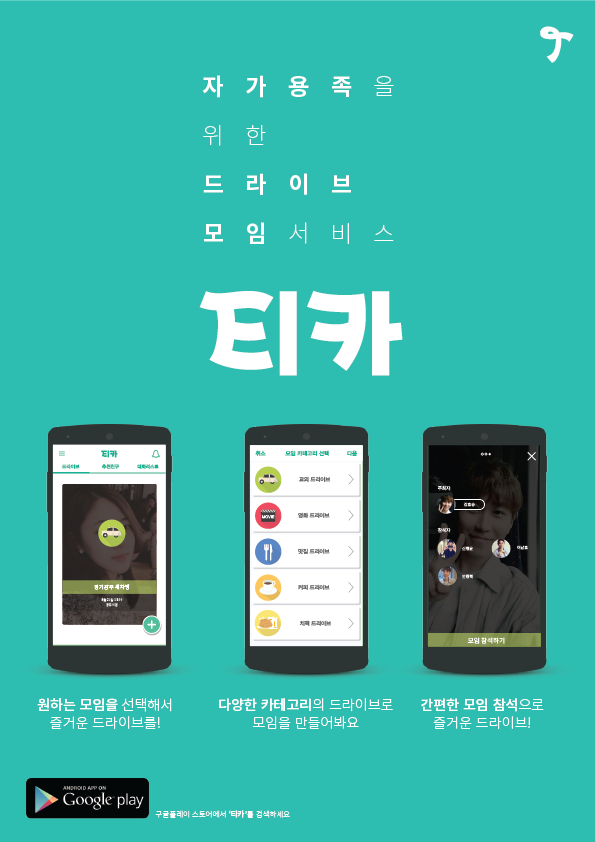 자가용족을
위한
드라이브
모임서비스
티카
티카
드라이브 추천친구 대화리스트
취소 모임 카테고리 선택 다음
교외 드라이브
MOVIE 영화 드라이브
맛집 드라이브
커피 드라이브
치맥 드라이브
주최자
참석자
모임 참석하기
원하는 모임을 선택해서
즐거운 드라이브를!
다양한 카테고리의 드라이브로
모임을 만들어봐요
간편한 모임 참석으로
즐거운 드라이브!
ANDROID APP ON
Google play
구글플레이 스토어에서 '티카'를 검색하세요